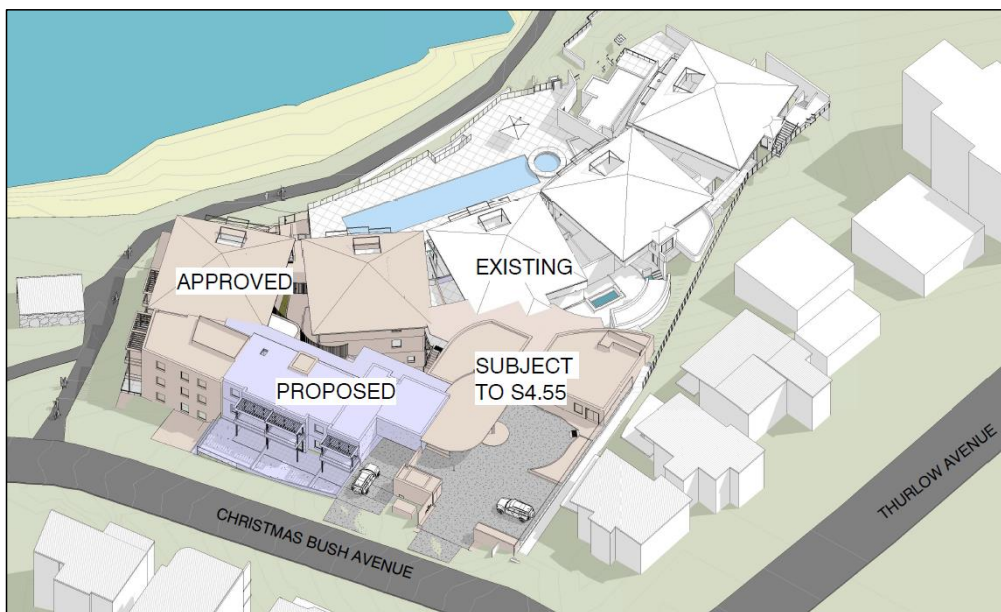 APPROVED
EXISTING
PROPOSED
SUBJECT
TO S4.55
CHRISTMAS BUSH AVENUE
THURLOW AVENUE